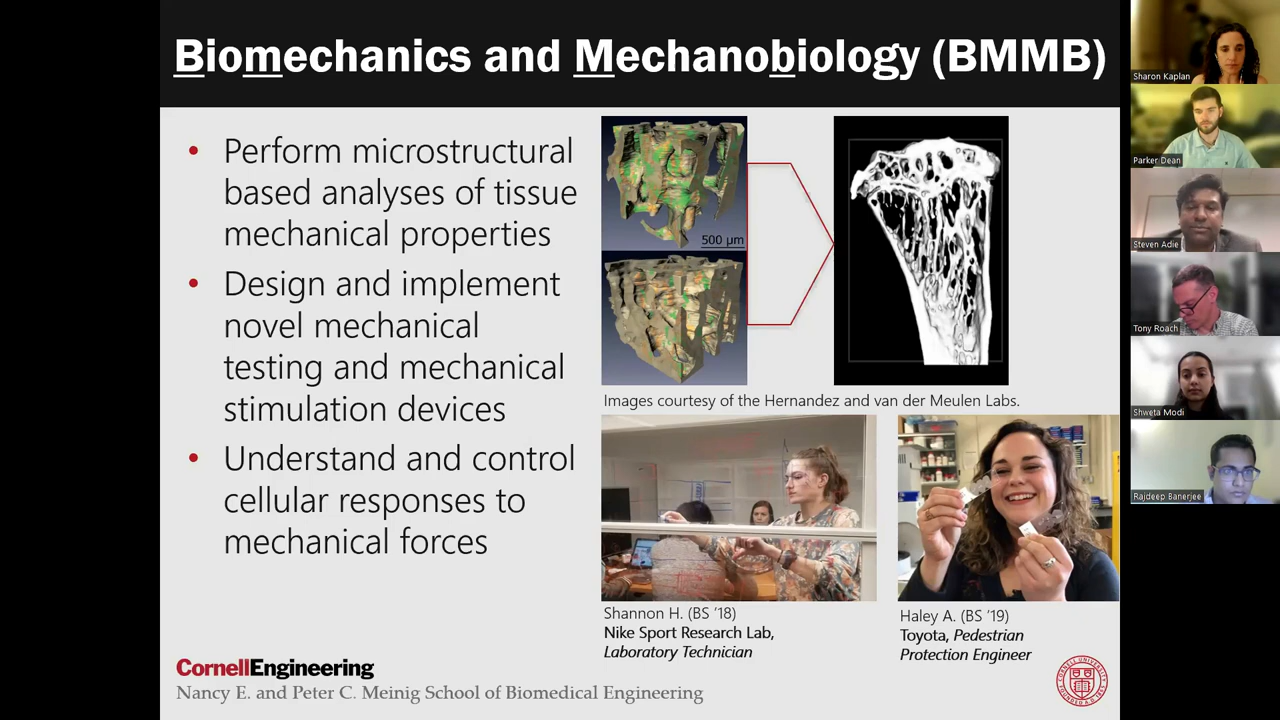 Biomechanics and Mechanobiology (BMMB)
• Perform microstructural
based analyses of tissue
mechanical properties
• Design and implement
novel mechanical
testing and mechanical
stimulation devices
• Understand and control
cellular responses to
mechanical forces
500 µm
Images courtesy of the Hernandez and van der Meulen Labs.
Shannon H. (BS ’18)
Nike Sport Research Lab,
Laboratory Technician
Haley A. (BS ’19)
Toyota, Pedestrian
Protection Engineer
CornellEngineering
Nancy E. and Peter C. Meinig School of Biomedical Engineering
Sharon Kaplan
Parker Dean
Steven Adie
Tony Roach
Shweta Modi
Rajdeep Banerjee